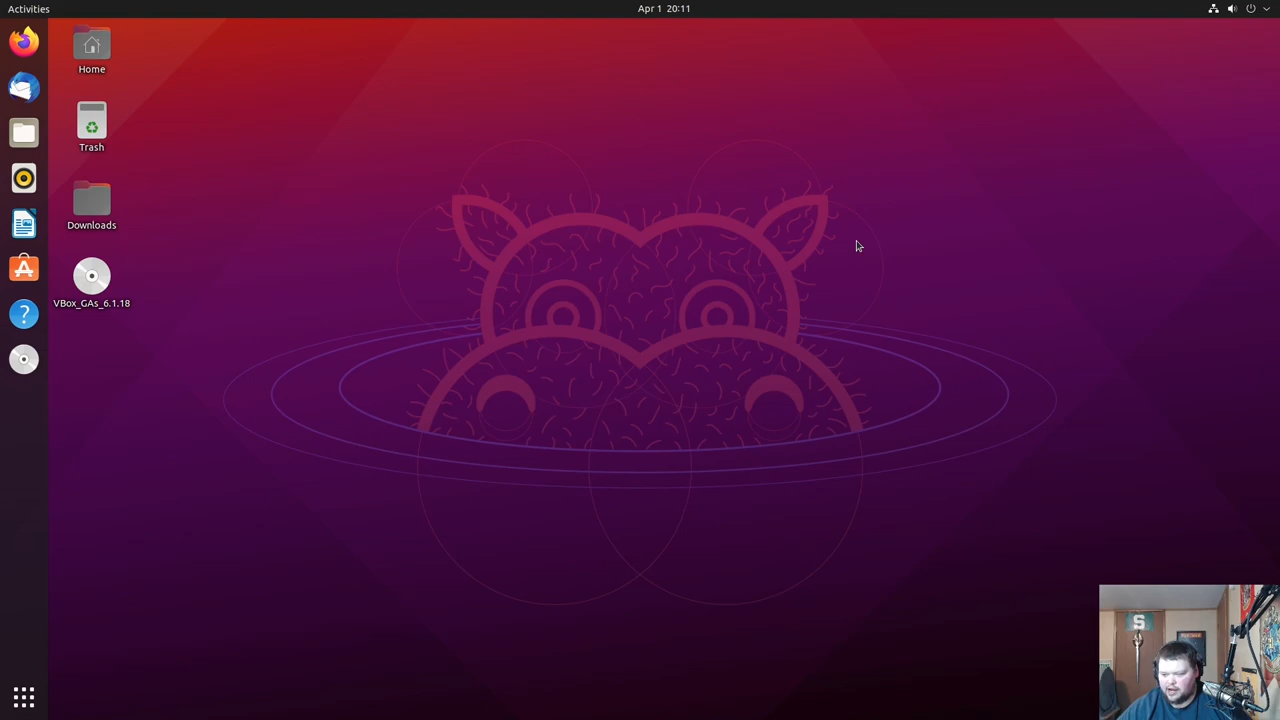 Activities
Apr 1 20:11
Home
Trash
Downloads
VBox_GAs_6.1.18
?
S